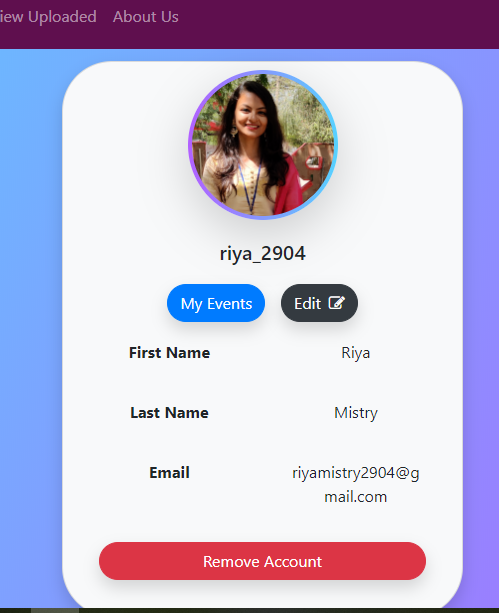 iew Uploaded About Us
riya_2904
My Events Edit
First Name Riya
Last Name Mistry
Email riyamistry2904@g
mail.com
Remove Account